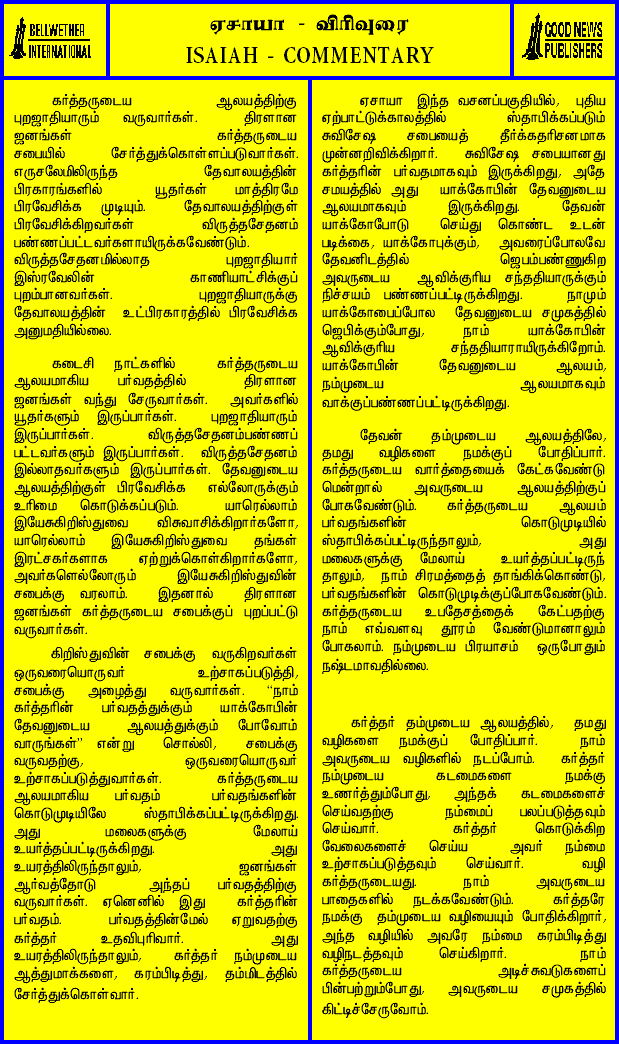 BELLWETHER
INTERNATIONAL
ஏசாயா - விரிவுரை
ISAIAH - COMMENTARY
GOOD NEWS
PUBLISHERS
கர்த்தருடைய ஆலயத்திற்கு
புறஜாதியாரும் வருவார்கள். திரளான
ஜனங்கள் கர்த்தருடைய
சபையில் சேர்த்துக்கொள்ளப்படுவார்கள்.
எருசலேமிலிருந்த தேவாலயத்தின்
பிரகாரங்களில் யூதர்கள் மாத்திரமே
பிரவேசிக்க முடியும். தேவாலயத்திற்குள்
பிரவேசிக்கிறவர்கள் விருத்தசேதனம்
பண்ணப்பட்டவர்களாயிருக்கவேண்டும்.
விருத்தசேதனமில்லாத புறஜாதியார்
இஸ்ரவேலின் காணியாட்சிக்குப்
புறம்பானவர்கள். புறஜாதியாருக்கு
தேவாலயத்தின் உட்பிரகாரத்தில் பிரவேசிக்க
அனுமதியில்லை.
கடைசி நாட்களில் கர்த்தருடைய
ஆலயமாகிய பர்வதத்தில் திரளான
ஜனங்கள் வந்து சேருவார்கள். அவர்களில்
யூதர்களும் இருப்பார்கள். புறஜாதியாரும்
இருப்பார்கள். விருத்தசேதனம்பண்ணப்
பட்டவர்களும் இருப்பார்கள். விருத்தசேதனம்
இல்லாதவர்களும் இருப்பார்கள். தேவனுடைய
ஆலயத்திற்குள் பிரவேசிக்க எல்லோருக்கும்
உரிமை கொடுக்கப்படும். யாரெல்லாம்
இயேசுகிறிஸ்துவை விசுவாசிக்கிறார்களோ,
யாரெல்லாம் இயேசுகிறிஸ்துவை தங்கள்
இரட்சகர்களாக ஏற்றுக்கொள்கிறார்களோ,
அவர்களெல்லோரும் இயேசுகிறிஸ்துவின்
சபைக்கு வரலாம். இதனால் திரளான
ஜனங்கள் கர்த்தருடைய சபைக்குப் புறப்பட்டு
வருவார்கள்.
கிறிஸ்துவின் சபைக்கு வருகிறவர்கள்
ஒருவரையொருவர் உற்சாகப்படுத்தி,
சபைக்கு அழைத்து வருவார்கள். “நாம்
கர்த்தரின் பர்வதத்துக்கும் யாக்கோபின்
தேவனுடைய ஆலயத்துக்கும் போவோம்
வாருங்கள்” என்று சொல்லி, சபைக்கு
வருவதற்கு, ஒருவரையொருவர்
உற்சாகப்படுத்துவார்கள். கர்த்தருடைய
ஆலயமாகிய பர்வதம் பர்வதங்களின்
கொடுமுடியிலே ஸ்தாபிக்கப்பட்டிருக்கிறது.
அது மலைகளுக்கு மேலாய்
உயர்த்தப்பட்டிருக்கிறது. அது
உயரத்திலிருந்தாலும், ஜனங்கள்
ஆர்வத்தோடு அந்தப் பர்வதத்திற்கு
வருவார்கள். ஏனெனில் இது கர்த்தரின்
பர்வதம். பர்வதத்தின்மேல் ஏறுவதற்கு
கர்த்தர் உதவிபுரிவார். அது
உயரத்திலிருந்தாலும், கர்த்தர் நம்முடைய
ஆத்துமாக்களை, கரம்பிடித்து, தம்மிடத்தில்
சேர்த்துக்கொள்வார்.
ஏசாயா இந்த வசனப்பகுதியில், புதிய
ஏற்பாட்டுக்காலத்தில் ஸ்தாபிக்கப்படும்
சுவிசேஷ சபையைத் தீர்க்கதரிசனமாக
முன்னறிவிக்கிறார். சுவிசேஷ சபையானது
கர்த்தரின் பர்வதமாகவும் இருக்கிறது, அதே
சமயத்தில் அது யாக்கோபின் தேவனுடைய
ஆலயமாகவும் இருக்கிறது. தேவன்
யாக்கோபோடு செய்து கொண்ட உடன்
படிக்கை, யாக்கோபுக்கும், அவரைப்போலவே
தேவனிடத்தில் ஜெபம்பண்ணுகிற
அவருடைய ஆவிக்குரிய சந்ததியாருக்கும்
நிச்சயம் பண்ணப்பட்டிருக்கிறது. நாமும்
யாக்கோபைப்போல தேவனுடைய சமுகத்தில்
ஜெபிக்கும்போது, நாம் யாக்கோபின்
ஆவிக்குரிய சந்ததியாராயிருக்கிறோம்.
யாக்கோபின் தேவனுடைய ஆலயம்,
நம்முடைய ஆலயமாகவும்
வாக்குப்பண்ணப்பட்டிருக்கிறது.
தேவன் தம்முடைய ஆலயத்திலே,
தமது வழிகளை நமக்குப் போதிப்பார்.
கர்த்தருடைய வார்த்தையைக் கேட்கவேண்டு
மென்றால் அவருடைய ஆலயத்திற்குப்
போகவேண்டும். கர்த்தருடைய ஆலயம்
பர்வதங்களின் கொடுமுடியில்
ஸ்தாபிக்கப்பட்டிருந்தாலும், அது
மலைகளுக்கு மேலாய் உயர்த்தப்பட்டிருந்
தாலும், நாம் சிரமத்தைத் தாங்கிக்கொண்டு,
பர்வதங்களின் கொடுமுடிக்குப்போகவேண்டும்.
கர்த்தருடைய உபதேசத்தைக் கேட்பதற்கு
நாம் எவ்வளவு தூரம் வேண்டுமானாலும்
போகலாம். நம்முடைய பிரயாசம் ஒருபோதும்
நஷ்டமாவதில்லை.
கர்த்தர் தம்முடைய ஆலயத்தில், தமது
வழிகளை நமக்குப் போதிப்பார். நாம்
அவருடைய வழிகளில் நடப்போம். கர்த்தர்
நம்முடைய கடமைகளை நமக்கு
உணர்த்தும்போது, அந்தக் கடமைகளைச்
செய்வதற்கு நம்மைப் பலப்படுத்தவும்
செய்வார். கர்த்தர் கொடுக்கிற
வேலைகளைச் செய்ய அவர் நம்மை
உற்சாகப்படுத்தவும் செய்வார். வழி
கர்த்தருடையது. நாம் அவருடைய
பாதைகளில் நடக்கவேண்டும். கர்த்தரே
நமக்கு தம்முடைய வழியையும் போதிக்கிறார்,
அந்த வழியில் அவரே நம்மை கரம்பிடித்து
வழிநடத்தவும் செய்கிறார். நாம்
கர்த்தருடைய அடிச்சுவடுகளைப்
பின்பற்றும்போது, அவருடைய சமுகத்தில்
கிட்டிச்சேருவோம்.